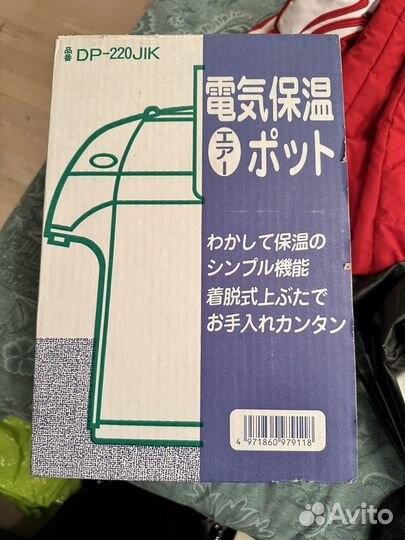 品番 DP-220JIK
電気保温
エアー ポット
わかして保温の
シンプル機能
着脱式上ぶたで
お手入れカンタン
4 971860 979118
Avito